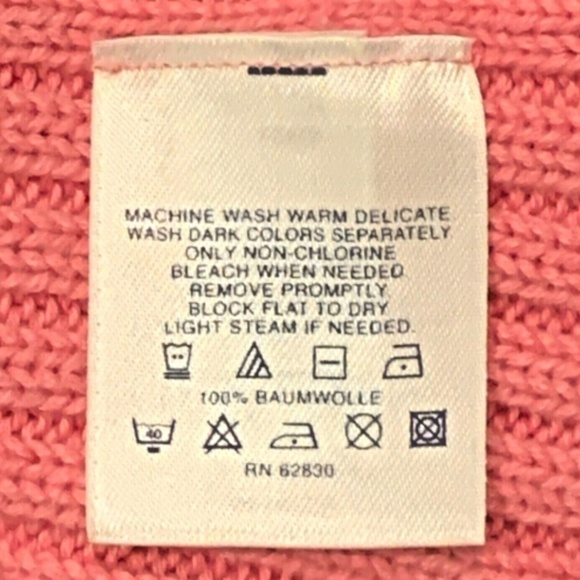 MACHINE WASH WARM DELICATE.
WASH DARK COLORS SEPARATELY
ONLY NON-CHLORINE
BLEACH WHEN NEEDED.
REMOVE PROMPTLY.
BLOCK FLAT TO DRY
LIGHT STEAM IF NEEDED.
100% BAUMWOLLE
40
RN 62830